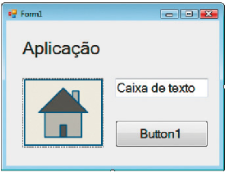 Form1
Aplicação
Caixa de texto
Button1